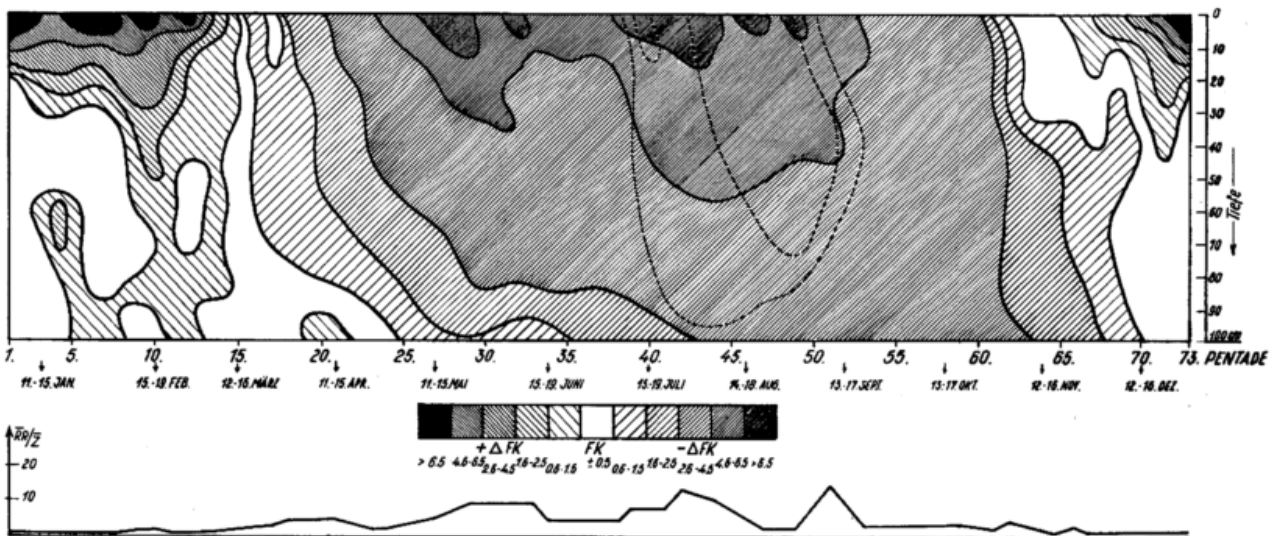 0
10
20
30
40
50
60
70
80
90
100 cm
Tiefe
1. 5. 10. 15. 20. 25. 30. 35. 40. 45. 50. 55. 60. 65. 70. 73. PENTADE
11.-15. JAN. 15.-19. FEB. 12-16. MÄRZ 11.-15. APR. 11.-15. MAI 15.-19. JUNI 15.-19. JULI 14.-18. AUG. 13.-17. SEPT. 13.-17. OKT. 12.-16. NOV. 12.-16. DEZ.
+ Δ FK FK - Δ FK
> 6.5 4.6-6.5 2.6-4.5 1.6-2.5 0.6-1.5 ± 0.5 0.6-1.5 1.6-2.5 2.6-4.5 4.6-6.5 > 6.5
RR/Z
20
10